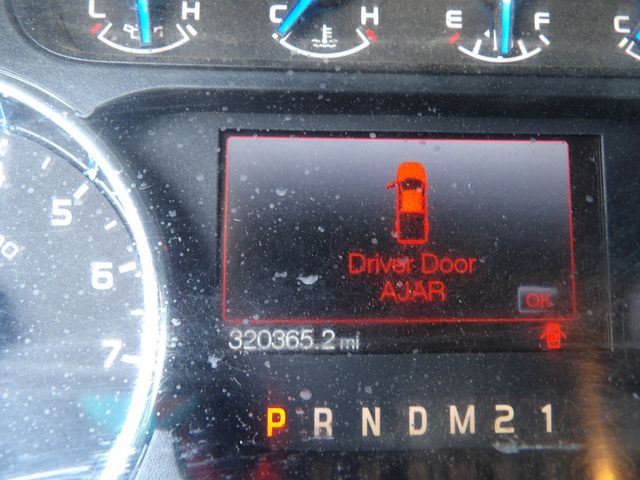 L H C H E F C
5
6
7
Driver Door
AJAR
OK
320365.2 mi
P R N D M 2 1